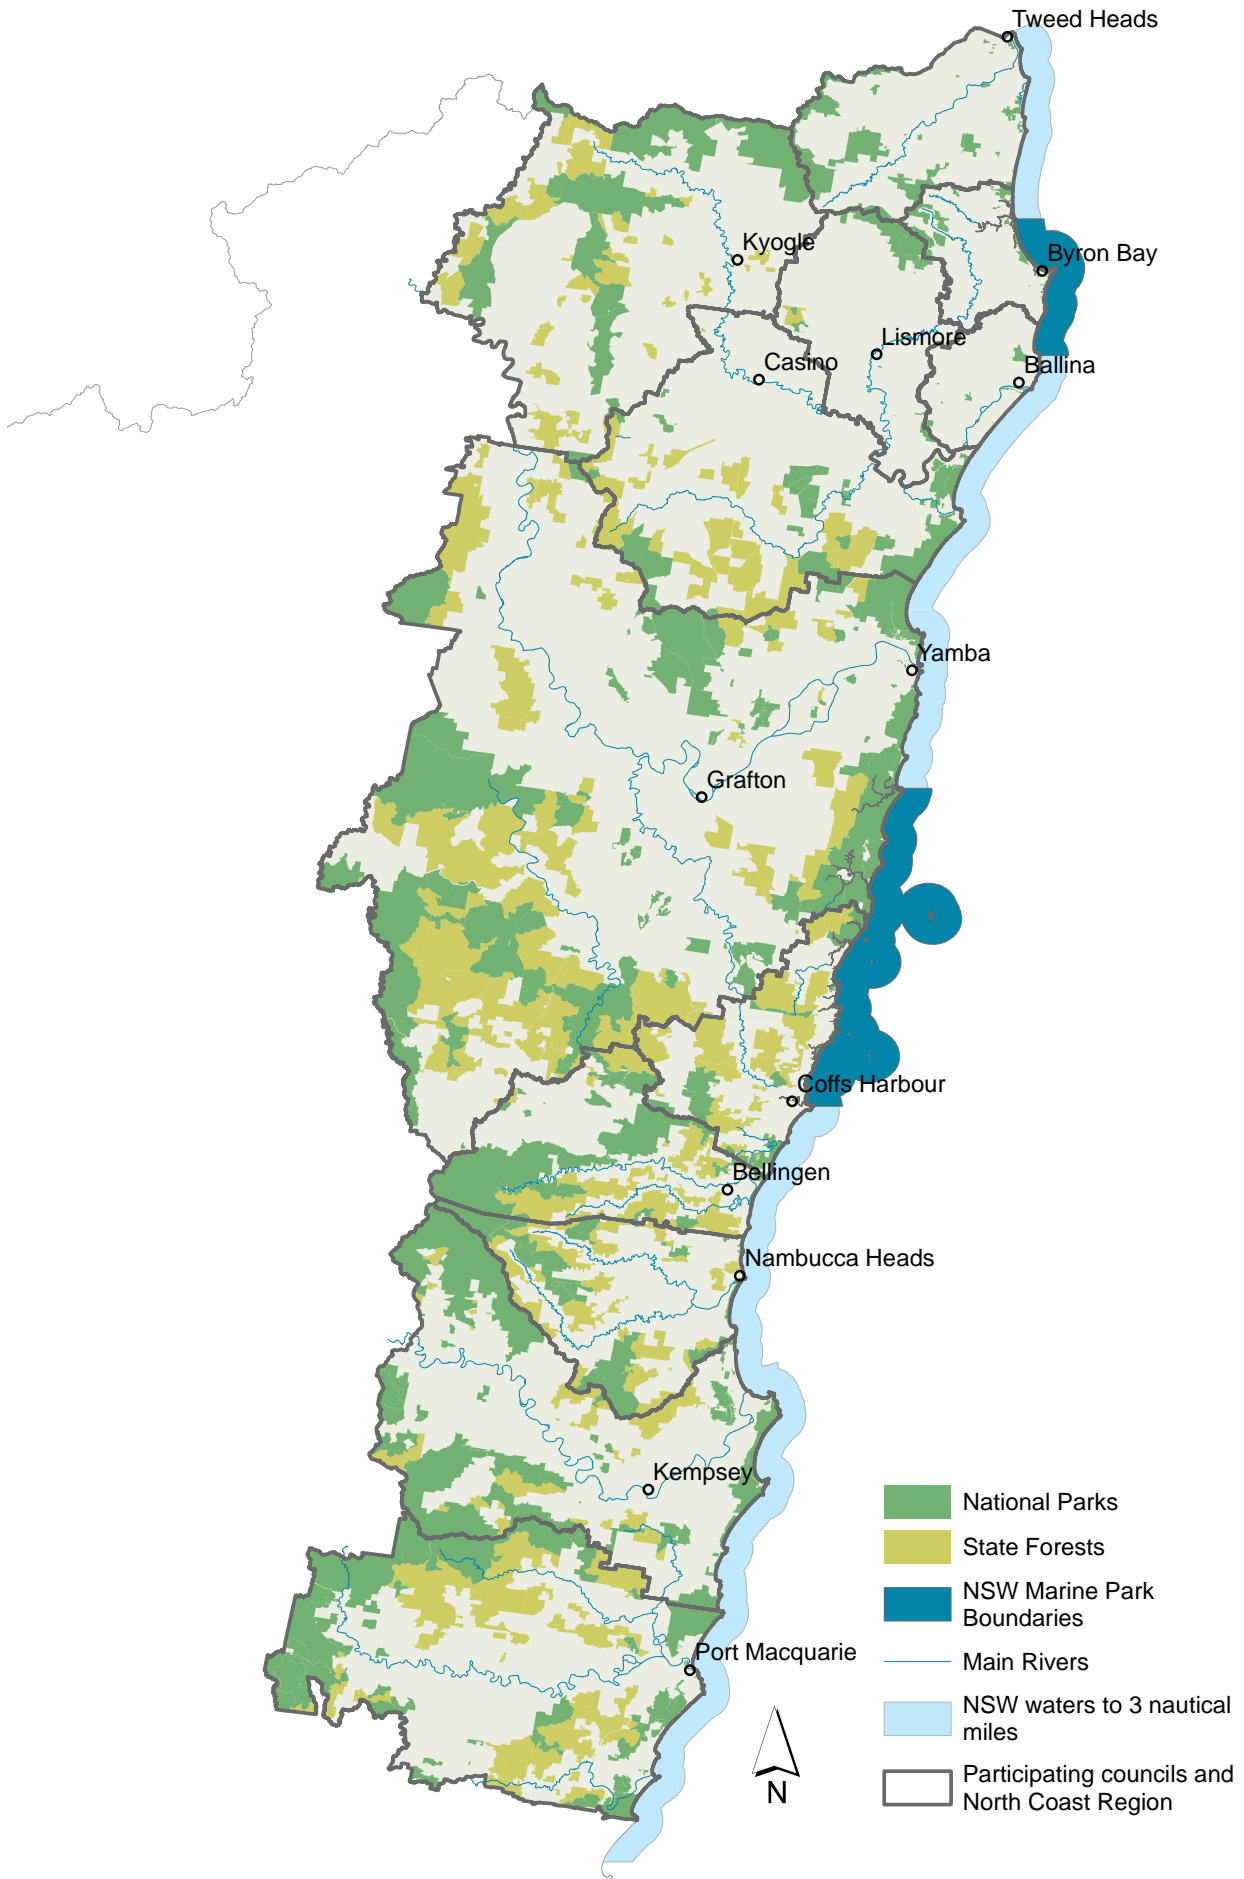 Tweed Heads
Kyogle
Byron Bay
Lismore
Casino
Ballina
Yamba
Grafton
Coffs Harbour
Bellingen
Nambucca Heads
Kempsey
Port Macquarie
N
National Parks
State Forests
NSW Marine Park
Boundaries
Main Rivers
NSW waters to 3 nautical
miles
Participating councils and
North Coast Region